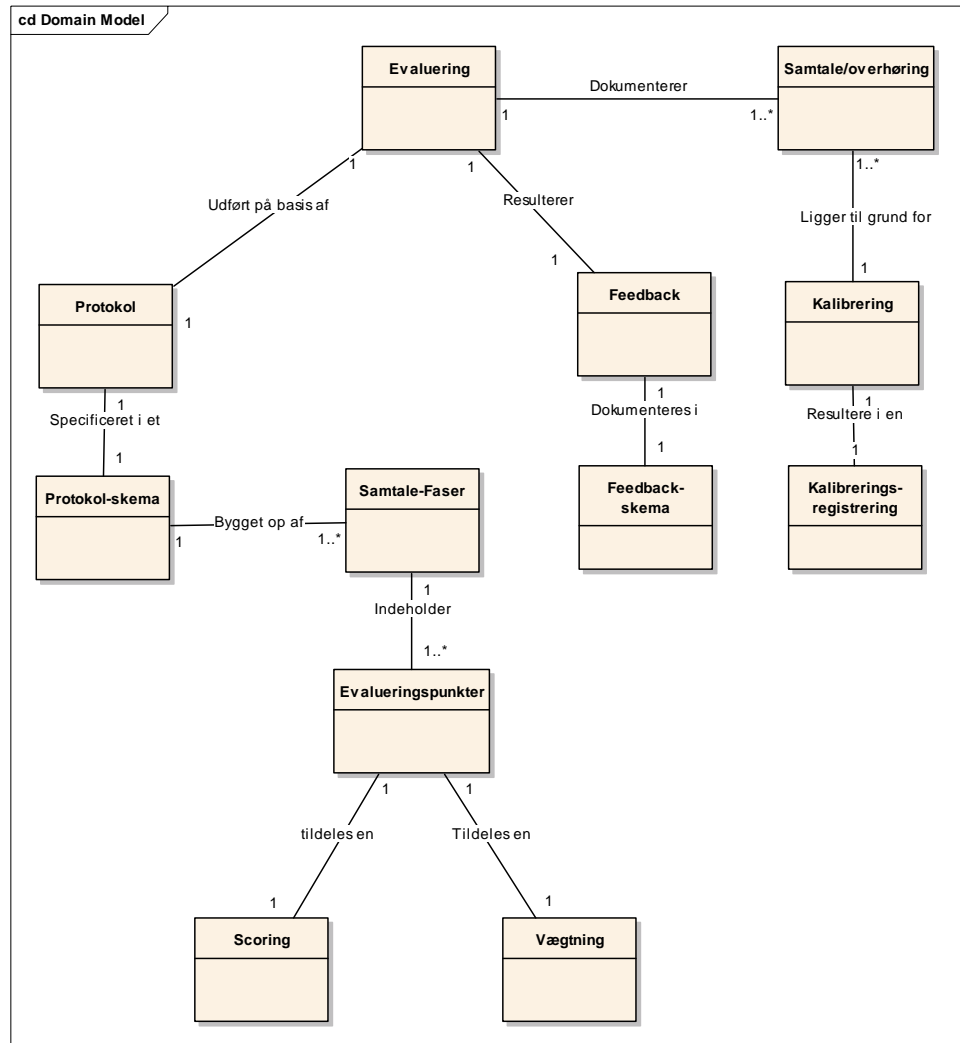 cd Domain Model
Evaluering
Samtale/overhøring
Dokumenterer
1
1..*
1
1
1..*
Udført på basis af
Resulterer
Ligger til grund for
1
1
Protokol
Feedback
Kalibrering
1
1
1
1
Specificeret i et
Dokumenteres i
Resultere i en
1
1
1
Protokol-skema
Samtale-Faser
Feedback-
skema
Kalibrerings-
registrering
Bygget op af
1
1..*
1
Indeholder
1..*
Evalueringspunkter
1
1
tildeles en
Tildeles en
1
1
Scoring
Vægtning